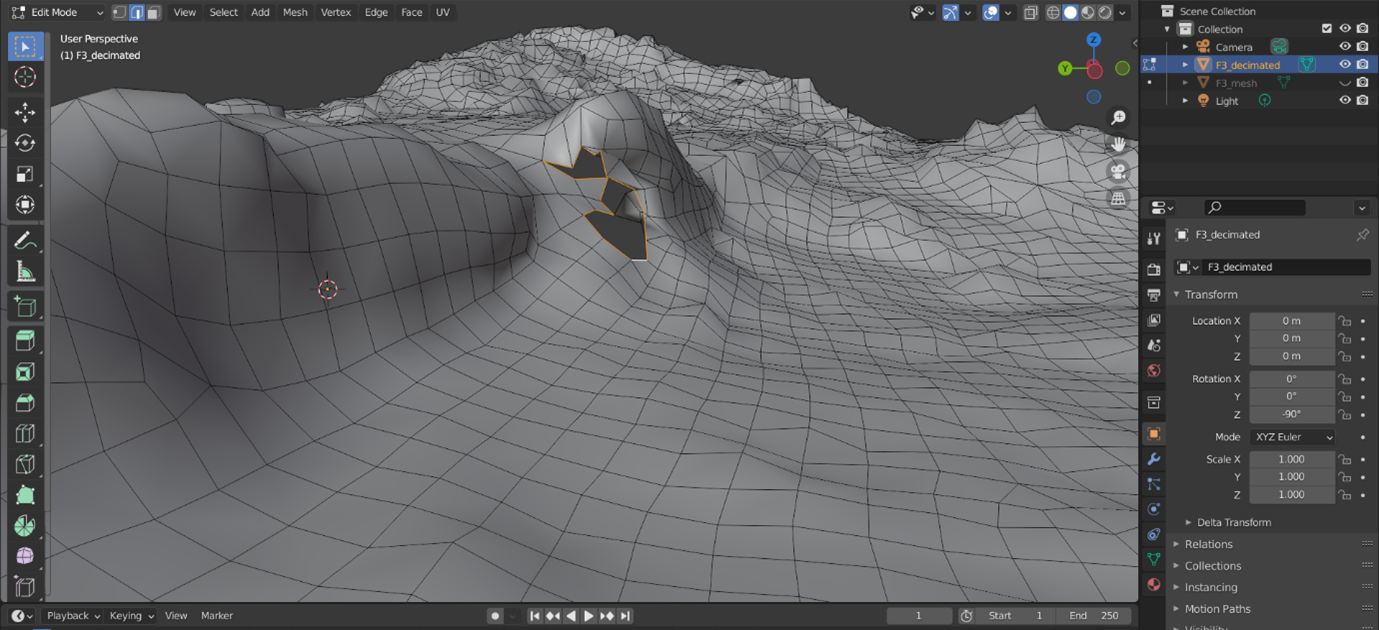 Edit Mode View Select Add Mesh Vertex Edge Face UV
User Perspective
(1) F3_decimated
Z
Y
Playback Keying View Marker
1 Start 1 End 250
Scene Collection
Collection
Camera
F3_decimated
F3_mesh
Light
F3_decimated
F3_decimated
Transform
Location X 0 m
Y 0 m
Z 0 m
Rotation X 0°
Y 0°
Z -90°
Mode XYZ Euler
Scale X 1.000
Y 1.000
Z 1.000
Delta Transform
Relations
Collections
Instancing
Motion Paths
Visibility